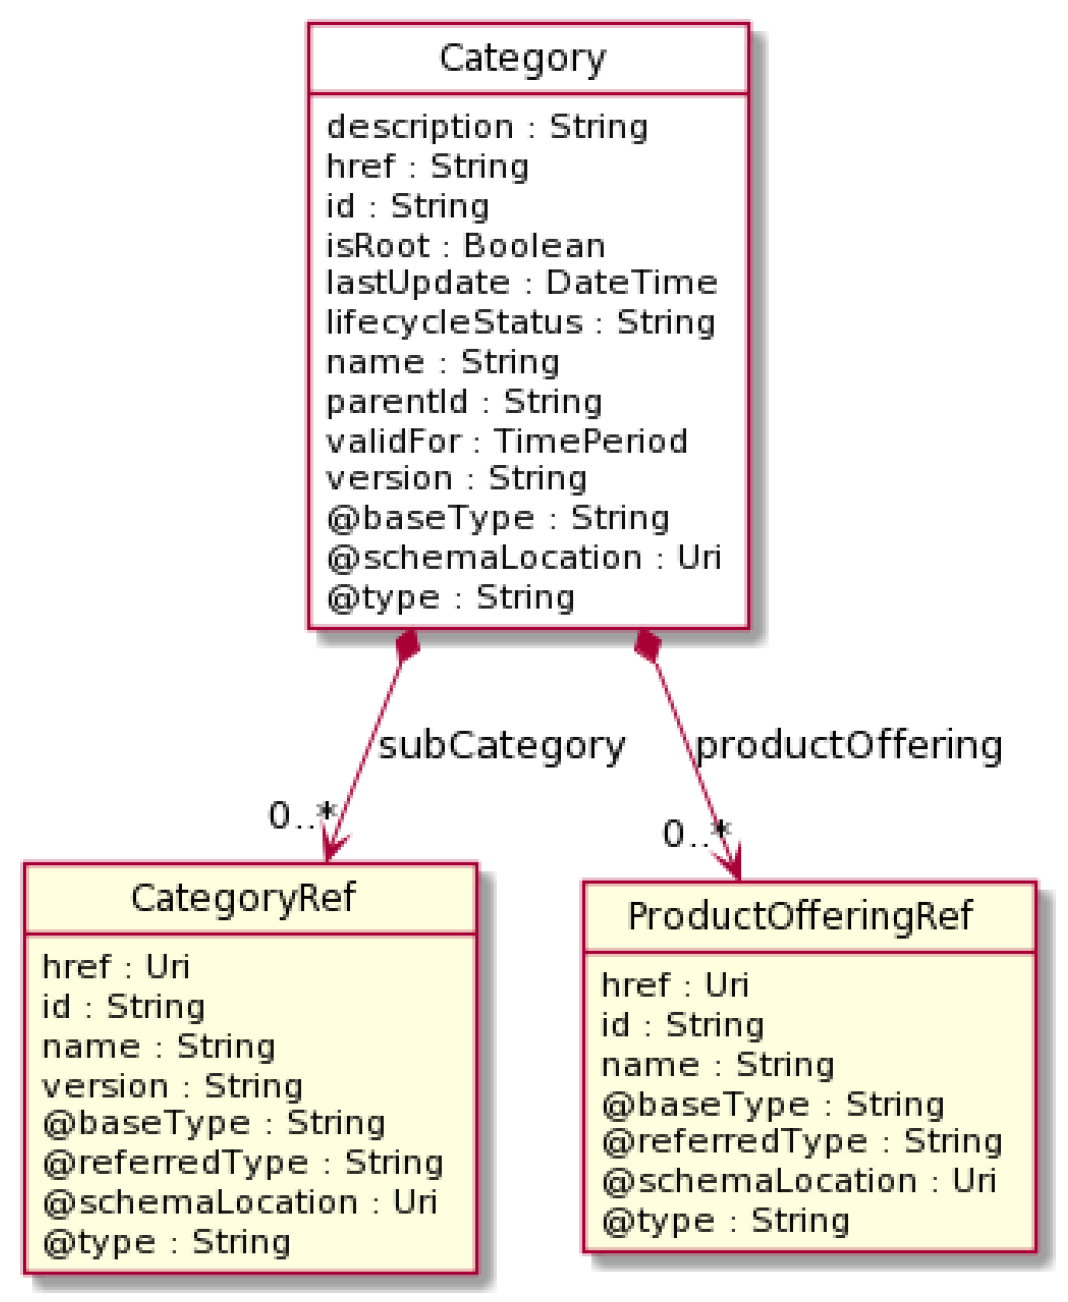 Category
description : String
href : String
id : String
isRoot : Boolean
lastUpdate : DateTime
lifecycleStatus : String
name : String
parentId : String
validFor : TimePeriod
version : String
@baseType : String
@schemaLocation : Uri
@type : String
subCategory
productOffering
0..*
0..*
CategoryRef
href : Uri
id : String
name : String
version : String
@baseType : String
@referredType : String
@schemaLocation : Uri
@type : String
ProductOfferingRef
href : Uri
id : String
name : String
@baseType : String
@referredType : String
@schemaLocation : Uri
@type : String